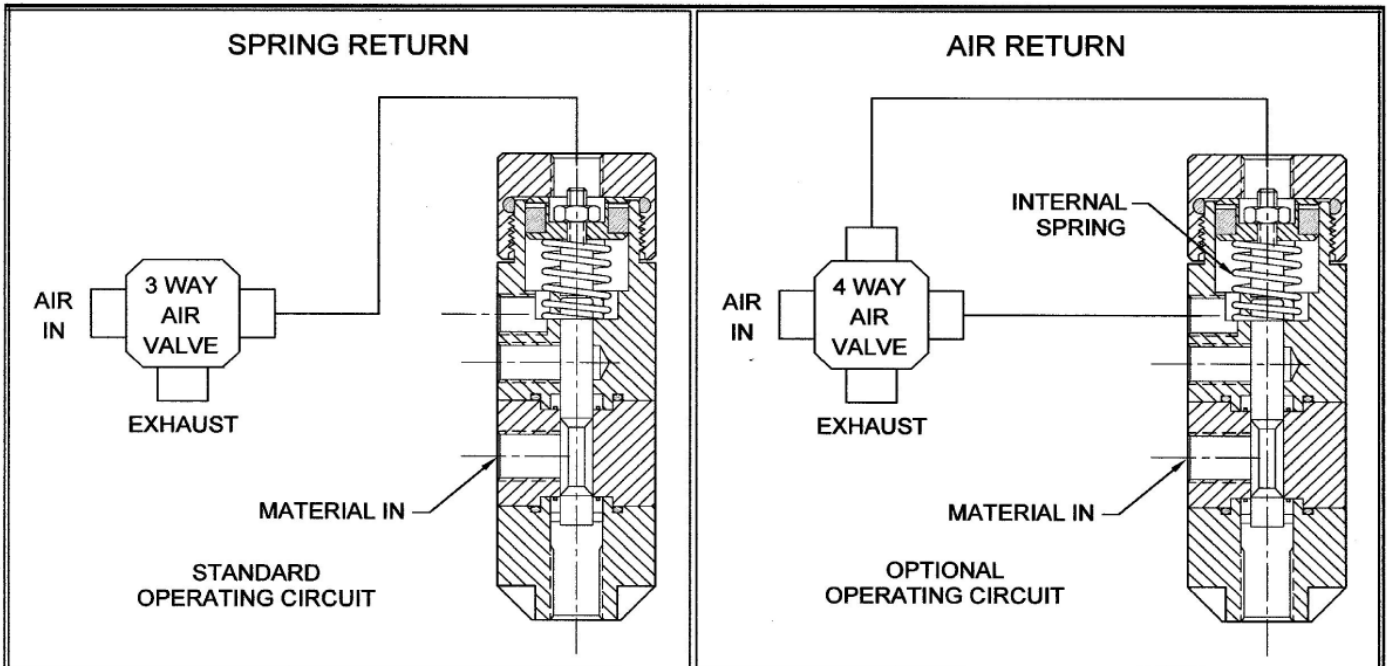 SPRING RETURN
3 WAY
AIR
VALVE
AIR
IN
EXHAUST
MATERIAL IN
STANDARD
OPERATING CIRCUIT
AIR RETURN
INTERNAL
SPRING
4 WAY
AIR
VALVE
AIR
IN
EXHAUST
MATERIAL IN
OPTIONAL
OPERATING CIRCUIT